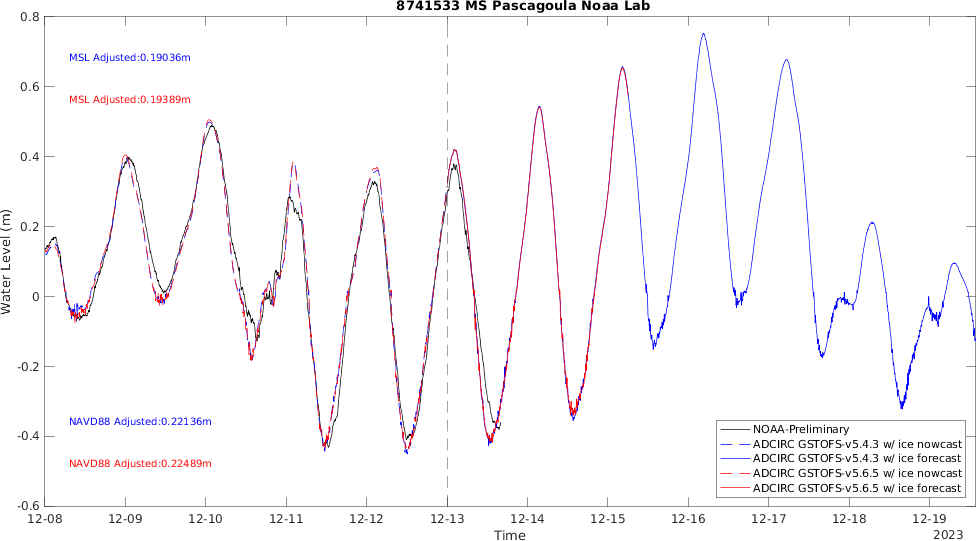 8741533 MS Pascagoula Noaa Lab
0.8
0.6
0.4
0.2
0
-0.2
-0.4
-0.6
Water Level (m)
MSL Adjusted:0.19036m
MSL Adjusted:0.19389m
NAVD88 Adjusted:0.22136m
NAVD88 Adjusted:0.22489m
NOAA-Preliminary
ADCIRC GSTOFS-v5.4.3 w/ ice nowcast
ADCIRC GSTOFS-v5.4.3 w/ ice forecast
ADCIRC GSTOFS-v5.6.5 w/ ice nowcast
ADCIRC GSTOFS-v5.6.5 w/ ice forecast
12-08 12-09 12-10 12-11 12-12 12-13 12-14 12-15 12-16 12-17 12-18 12-19
Time
2023